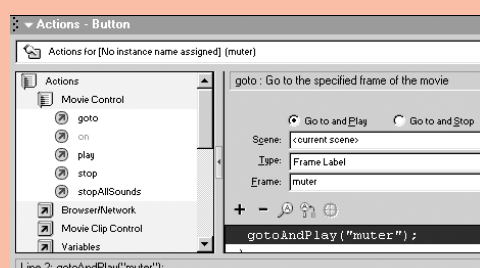 Actions - Button
Actions for [No instance name assigned] (muter)
Actions
Movie Control
goto
on
play
stop
stopAllSounds
Browser/Network
Movie Clip Control
Variables
goto : Go to the specified frame of the movie
Go to and Play
Go to and Stop
Scene: <current scene>
Type: Frame Label
Frame: muter
gotoAndPlay("muter");
Line 2: gotoAndPlay("muter");